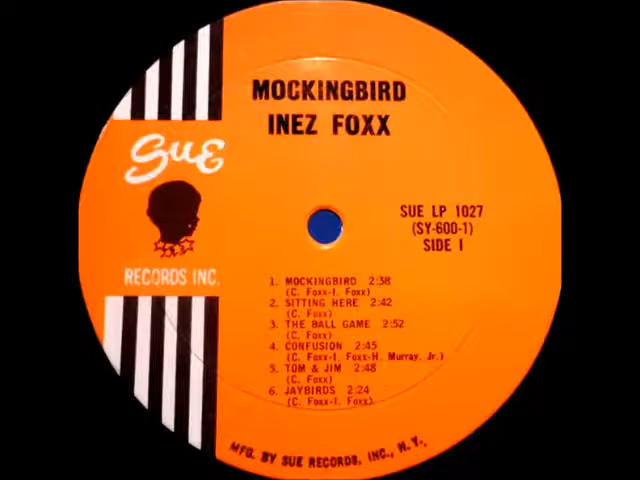 MOCKINGBIRD
INEZ FOXX
Sue
RECORDS INC.
SUE LP 1027
(SY-600-1)
SIDE I
1. MOCKINGBIRD 2:38
(C. Foxx-I. Foxx)
2. SITTING HERE 2:42
(C. Foxx)
3. THE BALL GAME 2:52
(C. Foxx)
4. CONFUSION 2:45
(C. Foxx-I. Foxx-H. Murray, Jr.)
5. TOM & JIM 2:48
(C. Foxx)
6. JAYBIRDS 2:24
(C. Foxx-I. Foxx)
MFG. BY SUE RECORDS, INC., N.Y.